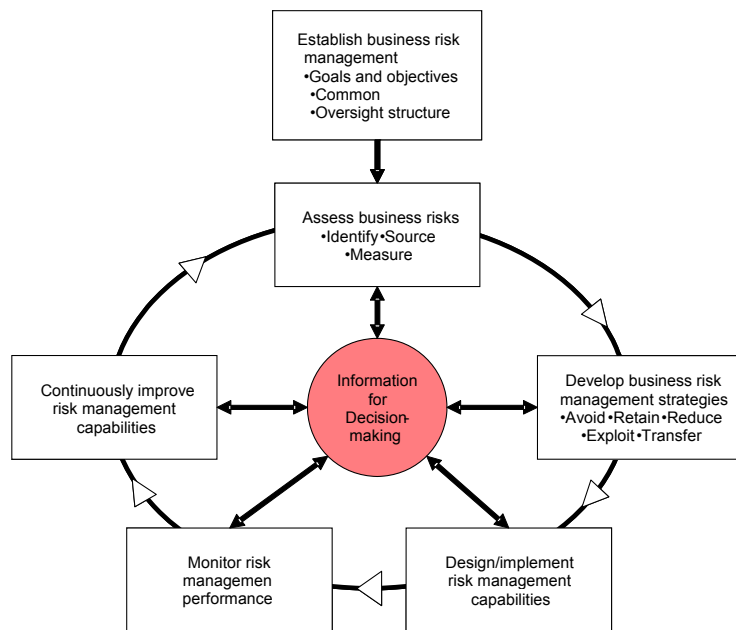 Establish business risk
management
•Goals and objectives
•Common
•Oversight structure
Assess business risks
•Identify•Source
•Measure
Information
for
Decision-
making
Continuously improve
risk management
capabilities
Develop business risk
management strategies
•Avoid•Retain•Reduce
•Exploit•Transfer
Monitor risk
managemen
performance
Design/implement
risk management
capabilities